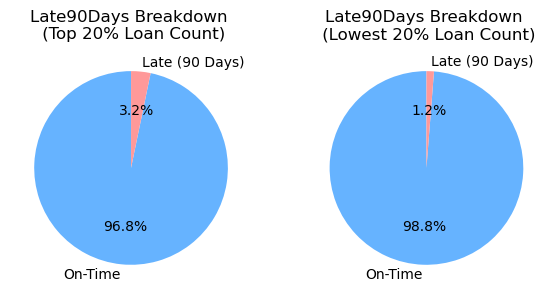 Late90Days Breakdown
(Top 20% Loan Count)
Late (90 Days)
3.2%
96.8%
On-Time
Late90Days Breakdown
(Lowest 20% Loan Count)
Late (90 Days)
1.2%
98.8%
On-Time